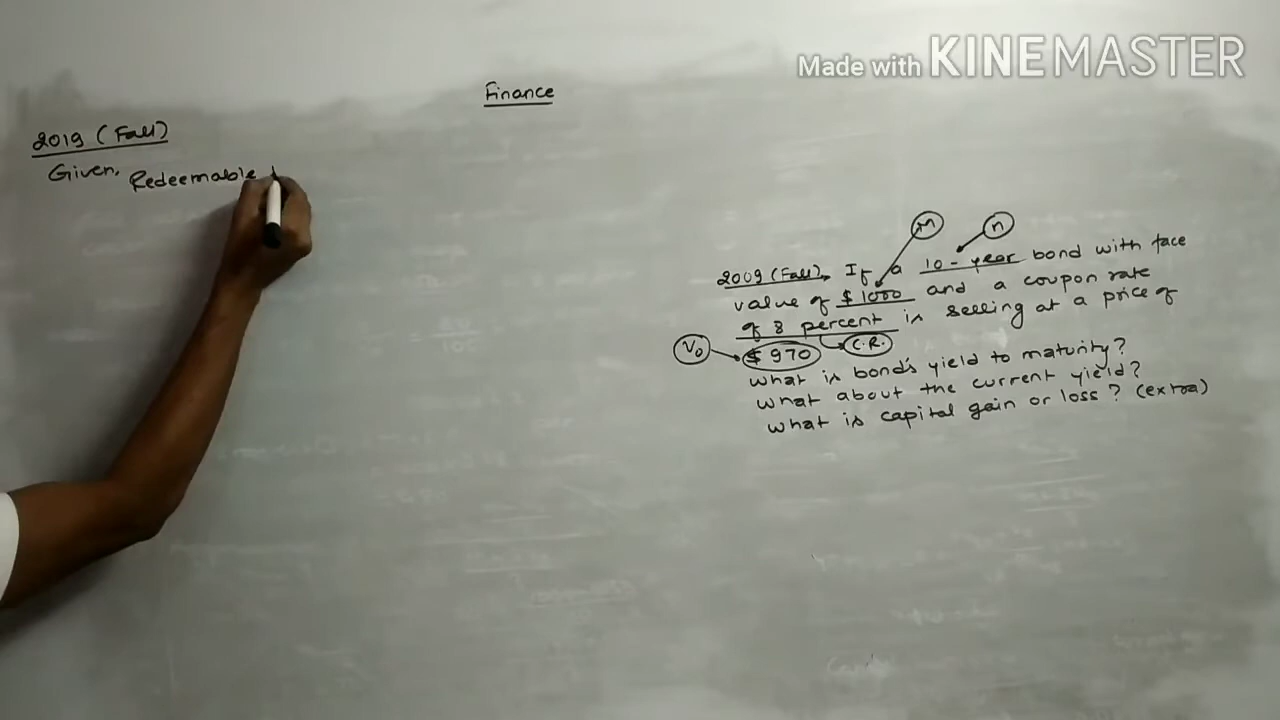 Made with KINEMASTER
Finance
2019 (Fall)
Given, Redeemable
m n
2009 (Fall), If a 10-year bond with face
value of $1000 and a coupon rate
of 8 percent is selling at a price of
V0 $970 C.R.
What is bond's yield to maturity?
What about the current yield?
What is capital gain or loss? (extra)